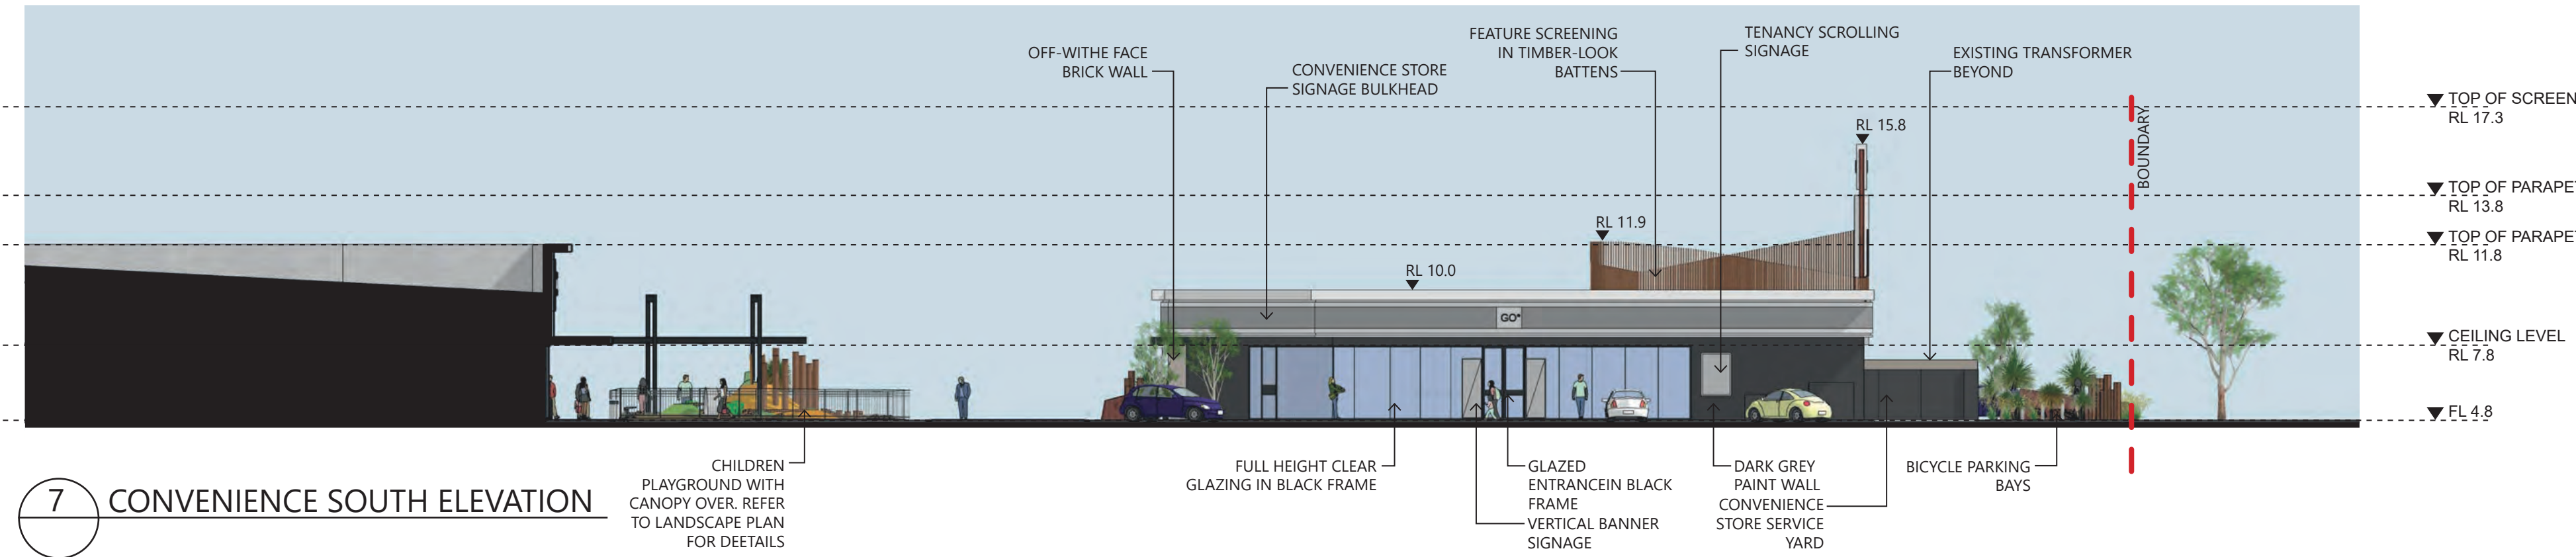 OFF-WITHE FACE
BRICK WALL
CONVENIENCE STORE
SIGNAGE BULKHEAD
FEATURE SCREENING
IN TIMBER-LOOK
BATTENS
TENANCY SCROLLING
SIGNAGE
EXISTING TRANSFORMER
BEYOND
BOUNDARY
TOP OF SCREEN
RL 17.3
TOP OF PARAPET
RL 13.8
TOP OF PARAPET
RL 11.8
CEILING LEVEL
RL 7.8
FL 4.8
RL 15.8
RL 11.9
RL 10.0
GO
7
CONVENIENCE SOUTH ELEVATION
CHILDREN
PLAYGROUND WITH
CANOPY OVER. REFER
TO LANDSCAPE PLAN
FOR DEETAILS
FULL HEIGHT CLEAR
GLAZING IN BLACK FRAME
GLAZED
ENTRANCEIN BLACK
FRAME
VERTICAL BANNER
SIGNAGE
DARK GREY
PAINT WALL
CONVENIENCE
STORE SERVICE
YARD
BICYCLE PARKING
BAYS